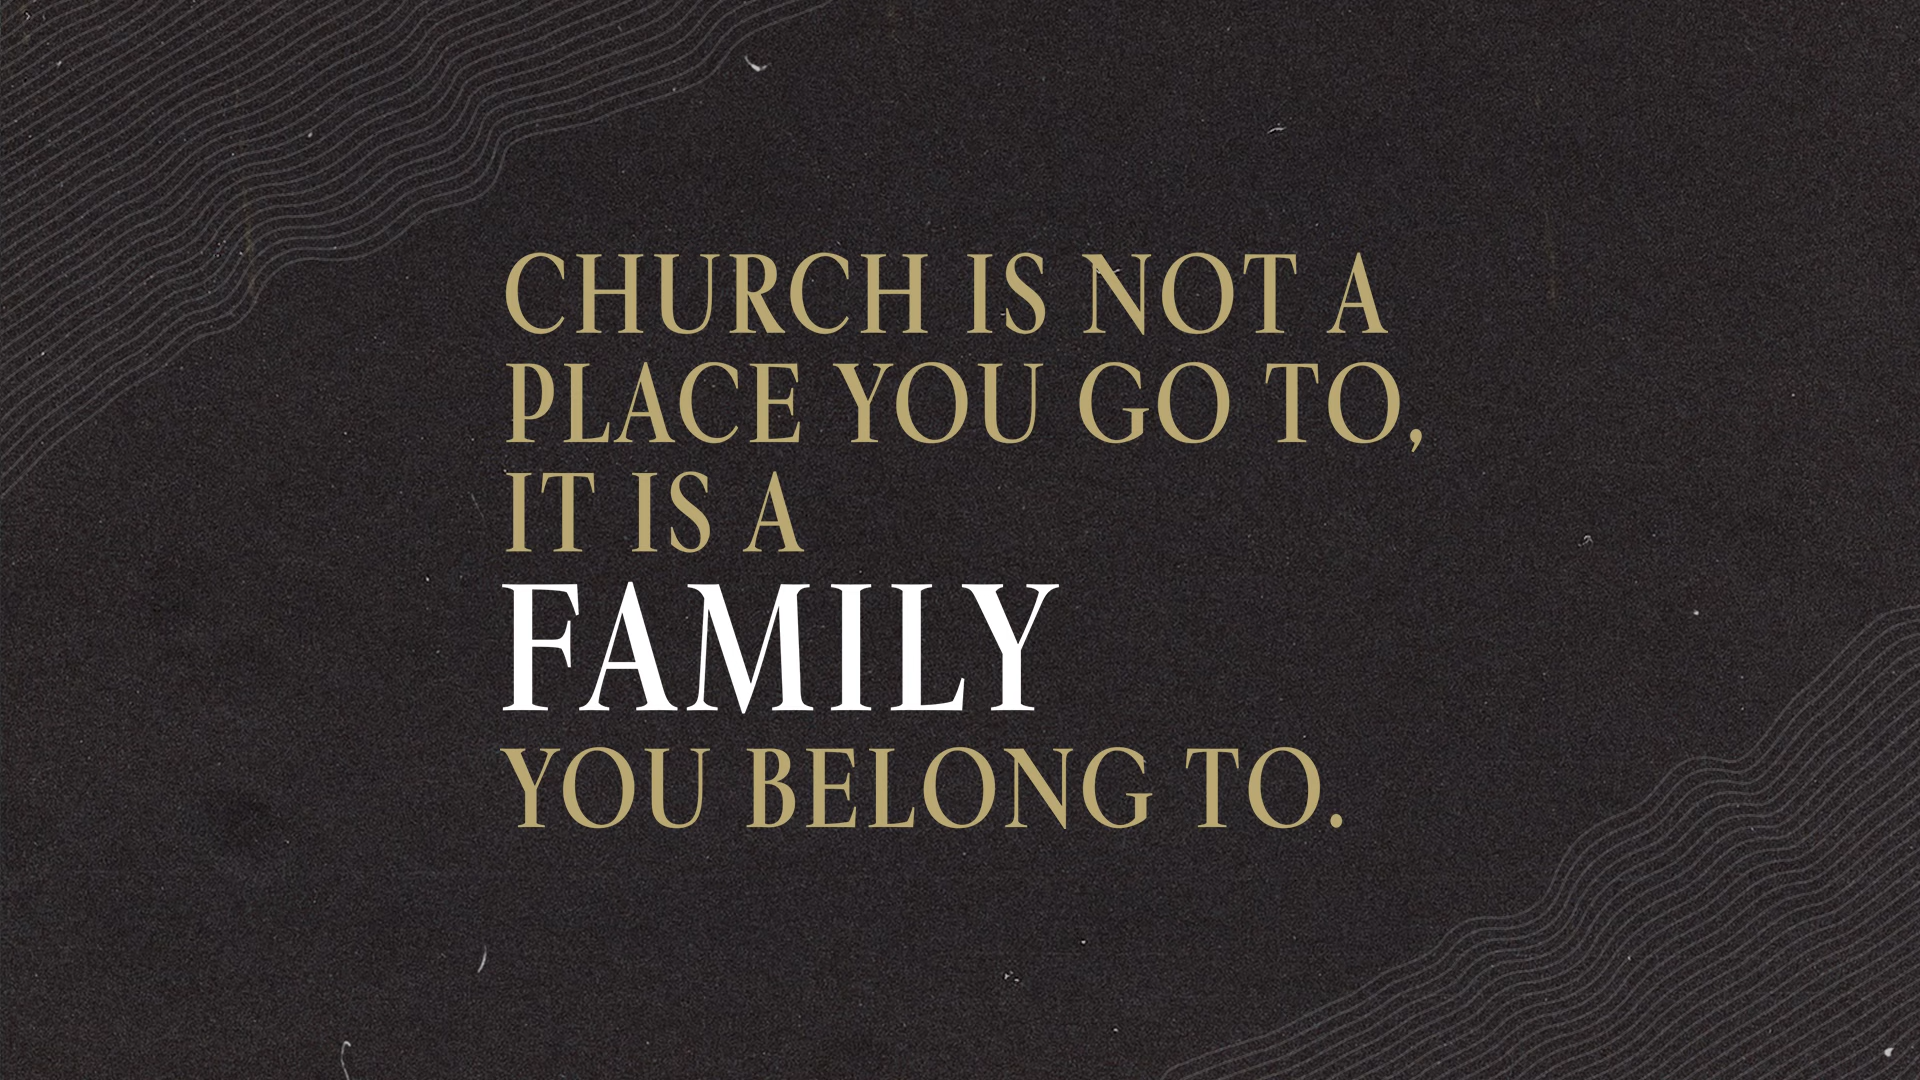 CHURCH IS NOT A
PLACE YOU GO TO,
IT IS A
FAMILY
YOU BELONG TO.